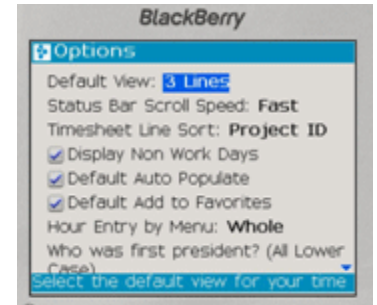 BlackBerry
Options
Default View: 3 Lines
Status Bar Scroll Speed: Fast
Timesheet Line Sort: Project ID
Display Non Work Days
Default Auto Populate
Default Add to Favorites
Hour Entry by Menu: Whole
Who was first president? (All Lower
Case)
Select the default view for your time